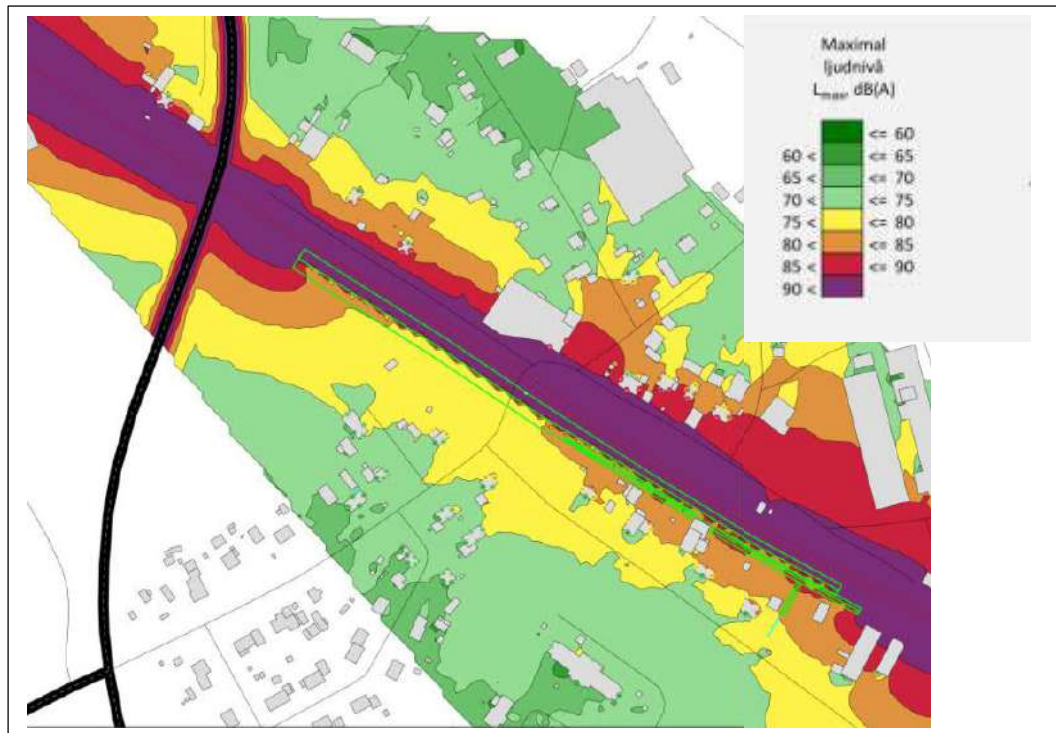 Maximal
ljudnivå
Lmax, dB(A)
<= 60
60 < <= 65
65 < <= 70
70 < <= 75
75 < <= 80
80 < <= 85
85 < <= 90
90 <